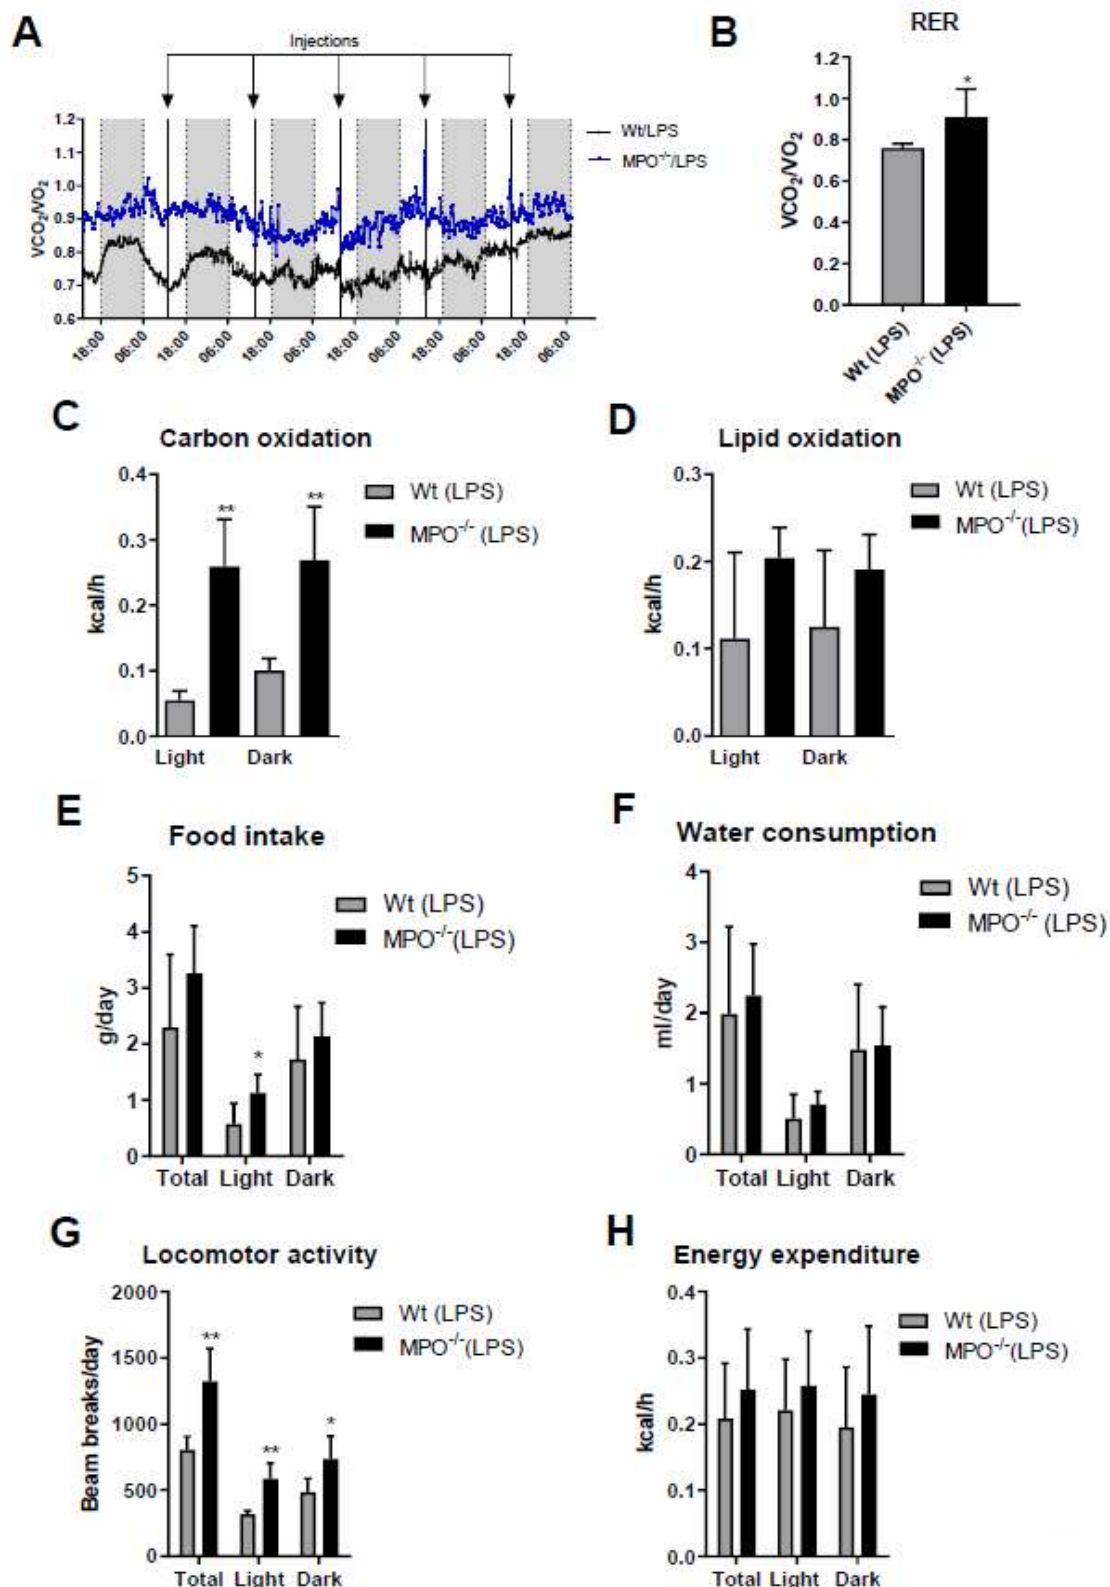 A
Injections
1.2
1.1
1.0
0.9
0.8
0.7
0.6
VCO2/VO2
18:00 06:00 18:00 06:00 18:00 06:00 18:00 06:00 18:00 06:00 18:00 06:00
Wt/LPS
MPO-/-/LPS
B
RER
1.2
1.0
0.8
0.6
0.4
0.2
0.0
VCO2/VO2
*
Wt (LPS)
MPO-/- (LPS)
C
Carbon oxidation
0.4
0.3
0.2
0.1
0.0
kcal/h
** **
Light Dark
Wt (LPS)
MPO-/- (LPS)
D
Lipid oxidation
0.3
0.2
0.1
0.0
kcal/h
Light Dark
Wt (LPS)
MPO-/-(LPS)
E
Food intake
5
4
3
2
1
0
g/day
*
Total Light Dark
Wt (LPS)
MPO-/-(LPS)
F
Water consumption
4
3
2
1
0
ml/day
Total Light Dark
Wt (LPS)
MPO-/- (LPS)
G
Locomotor activity
2000
1500
1000
500
0
Beam breaks/day
** ** *
Total Light Dark
Wt (LPS)
MPO-/-(LPS)
H
Energy expenditure
0.4
0.3
0.2
0.1
0.0
kcal/h
Total Light Dark
Wt (LPS)
MPO-/-(LPS)